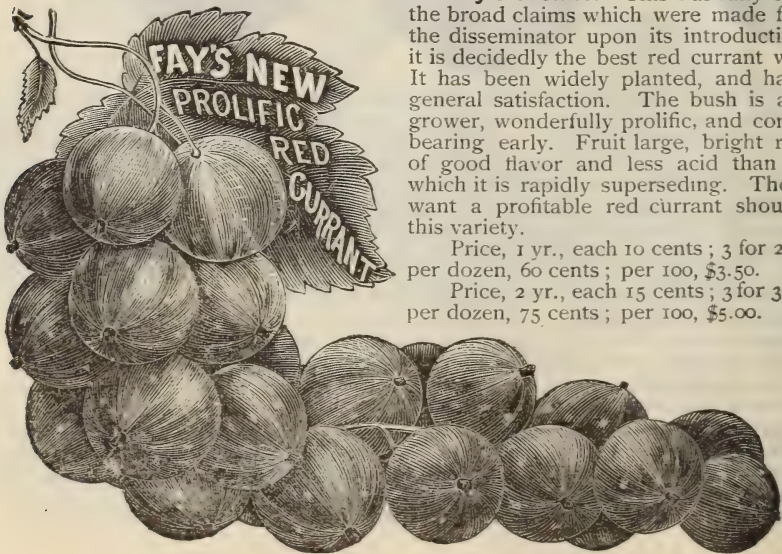 FAY'S NEW
PROLIFIC
RED
CURRANT
the broad claims which were made
the disseminator upon its introducti
it is decidedly the best red currant
It has been widely planted, and ha
general satisfaction. The bush is a
grower, wonderfully prolific, and con
bearing early. Fruit large, bright
of good flavor and less acid than
which it is rapidly superseding. The
want a profitable red currant shou
this variety.
Price, 1 yr., each 10 cents; 3 for 2
per dozen, 60 cents; per 100, $3.50.
Price, 2 yr., each 15 cents; 3 for 3
per dozen, 75 cents; per 100, $5.00.